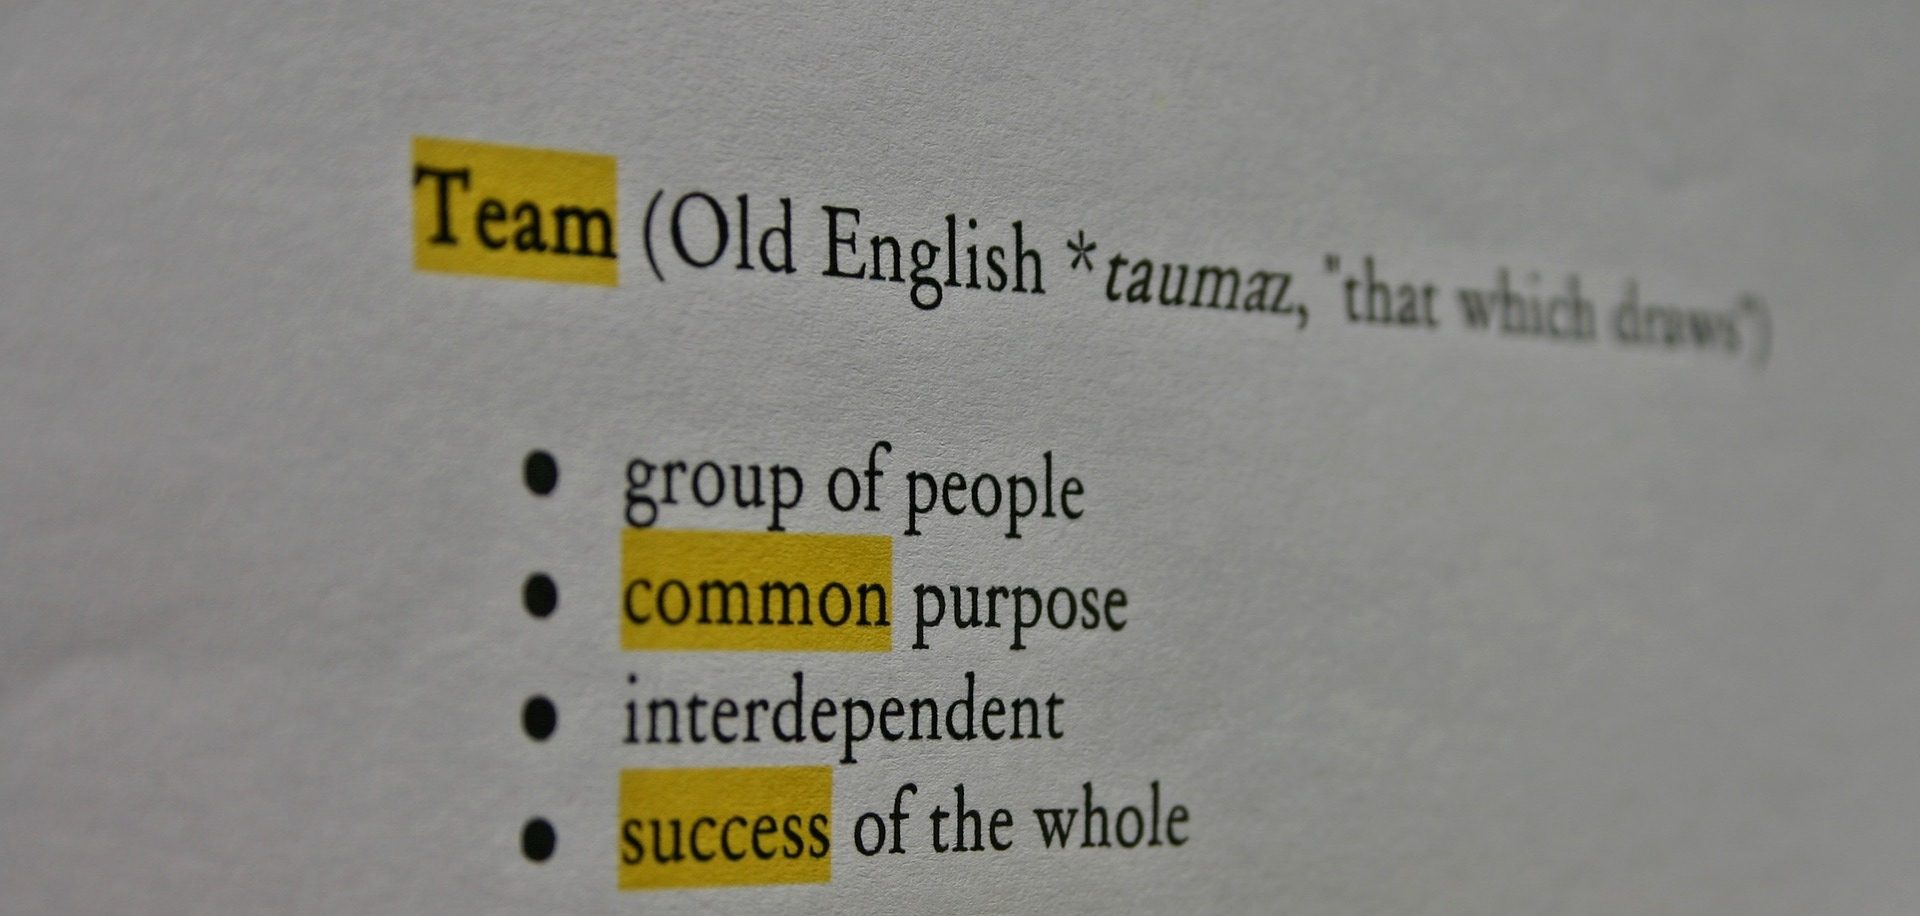 Team (Old English *taumaz, "that which draws")
• group of people
• common purpose
• interdependent
• success of the whole